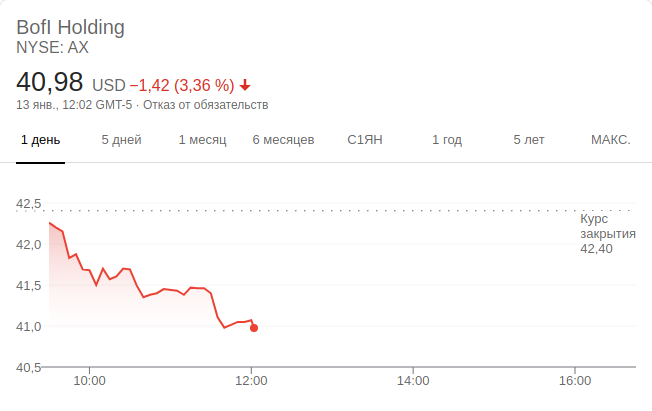 BofI Holding
NYSE: AX
40,98 USD −1,42 (3,36 %)
13 янв., 12:02 GMT-5 · Отказ от обязательств
1 день 5 дней 1 месяц 6 месяцев С1ЯН 1 год 5 лет МАКС.
42,5
Курс
закрытия
42,40
42,0
41,5
41,0
40,5
10:00 12:00 14:00 16:00